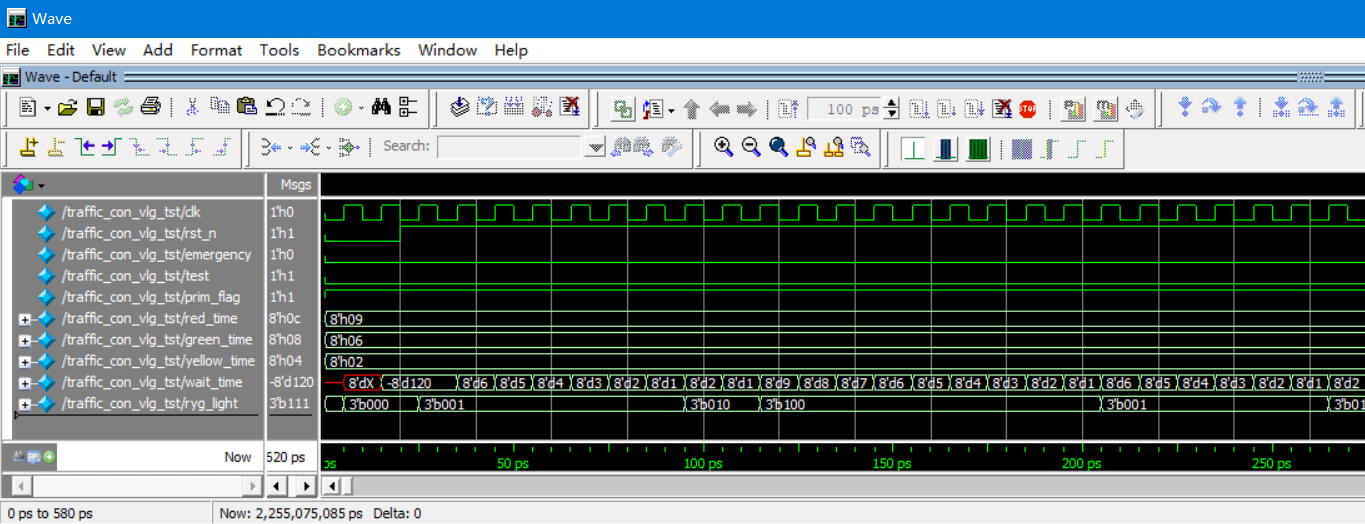 Wave
File Edit View Add Format Tools Bookmarks Window Help
Wave - Default
100 ps
STOP
Search:
Msgs
/traffic_con_vlg_tst/clk 1'h0
/traffic_con_vlg_tst/rst_n 1'h1
/traffic_con_vlg_tst/emergency 1'h0
/traffic_con_vlg_tst/test 1'h1
/traffic_con_vlg_tst/prim_flag 1'h1
/traffic_con_vlg_tst/red_time 8'h0c 8'h09
/traffic_con_vlg_tst/green_time 8'h08 8'h06
/traffic_con_vlg_tst/yellow_time 8'h04 8'h02
/traffic_con_vlg_tst/wait_time -8'd120 8'dX -8'd120 8'd6 8'd5 8'd4 8'd3 8'd2 8'd1 8'd2 8'd1 8'd9 8'd8 8'd7 8'd6 8'd5 8'd4 8'd3 8'd2 8'd1 8'd6 8'd5 8'd4 8'd3 8'd2 8'd1 8'd2
/traffic_con_vlg_tst/ryg_light 3'b111 3'b000 3'b001 3'b010 3'b100 3'b001 3'b01
Now 520 ps ps 50 ps 100 ps 150 ps 200 ps 250 ps
0 ps to 580 ps Now: 2,255,075,085 ps Delta: 0